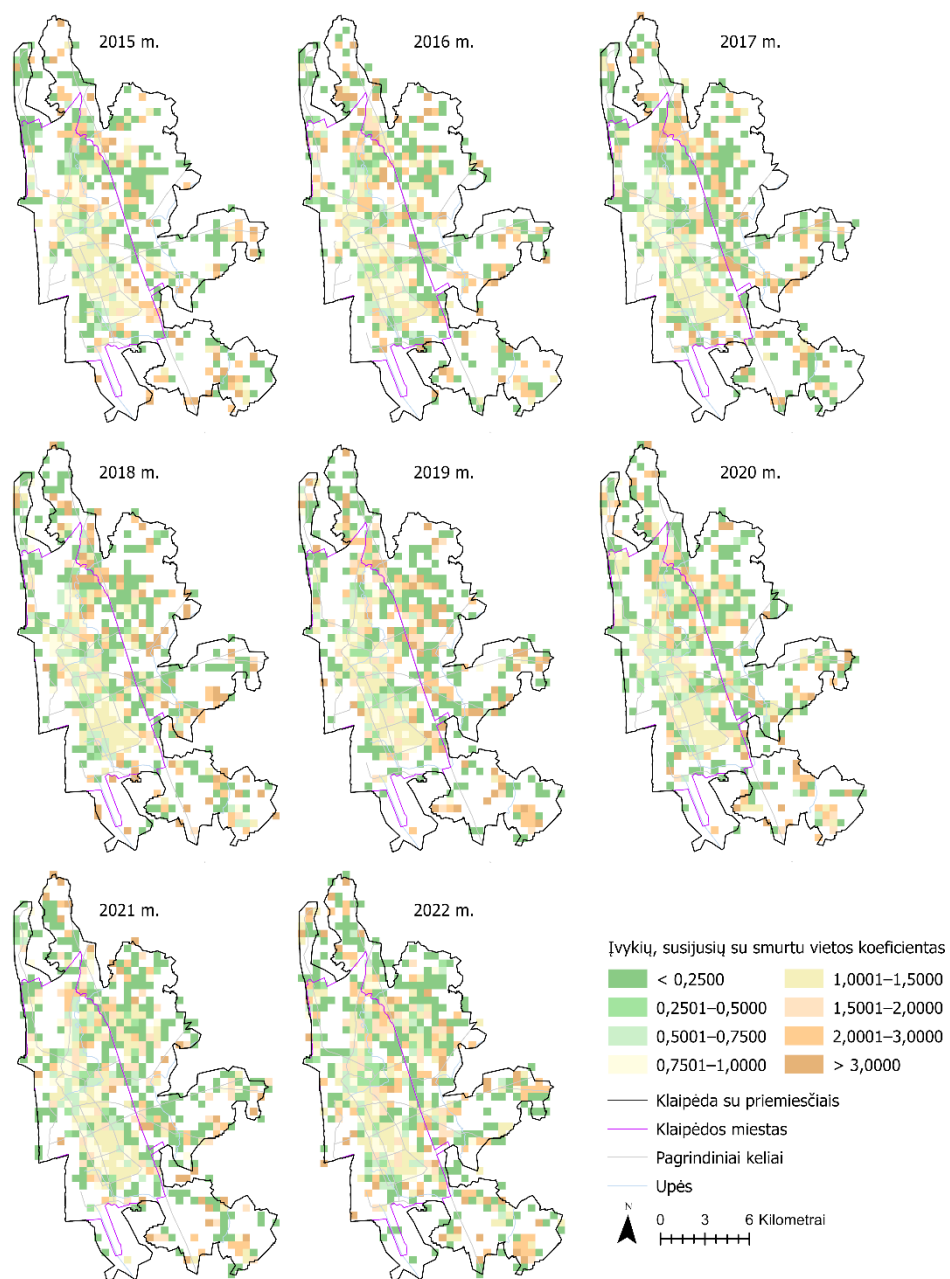 2015 m.
2016 m.
2017 m.
2018 m.
2019 m.
2020 m.
2021 m.
2022 m.
Įvykių, susijusių su smurtu vietos koeficientas
< 0,2500
0,2501–0,5000
0,5001–0,7500
0,7501–1,0000
1,0001–1,5000
1,5001–2,0000
2,0001–3,0000
> 3,0000
Klaipėda su priemiesčiais
Klaipėdos miestas
Pagrindiniai keliai
Upės
N
0 3 6 Kilometrai